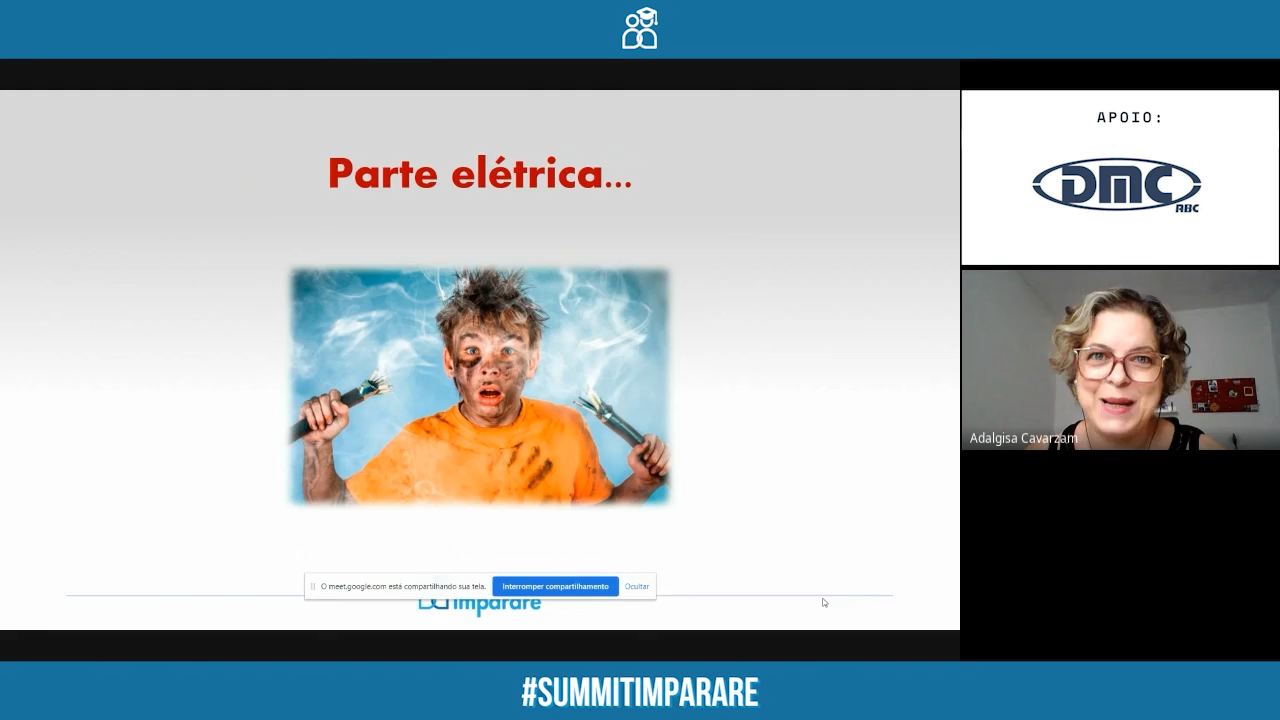 Parte elétrica...
O meet.google.com está compartilhando sua tela.
Interromper compartilhamento
Ocultar
imparare
APOIO:
DMC
ABC
Adalgisa Cavarzam
#SUMMITIMPARARE